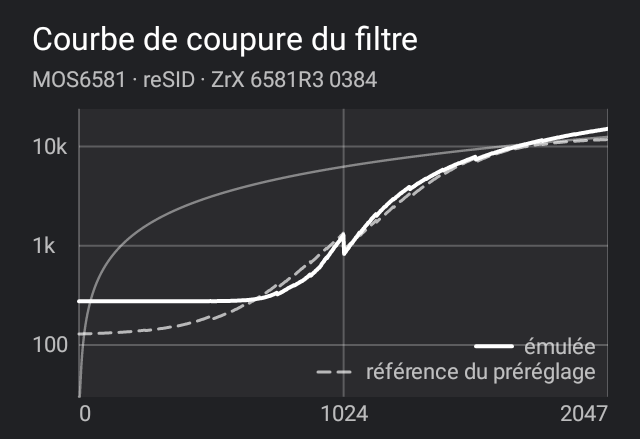 Courbe de coupure du filtre
MOS6581 · reSID · ZrX 6581R3 0384
10k
1k
100
émulée
référence du préréglage
0 1024 2047